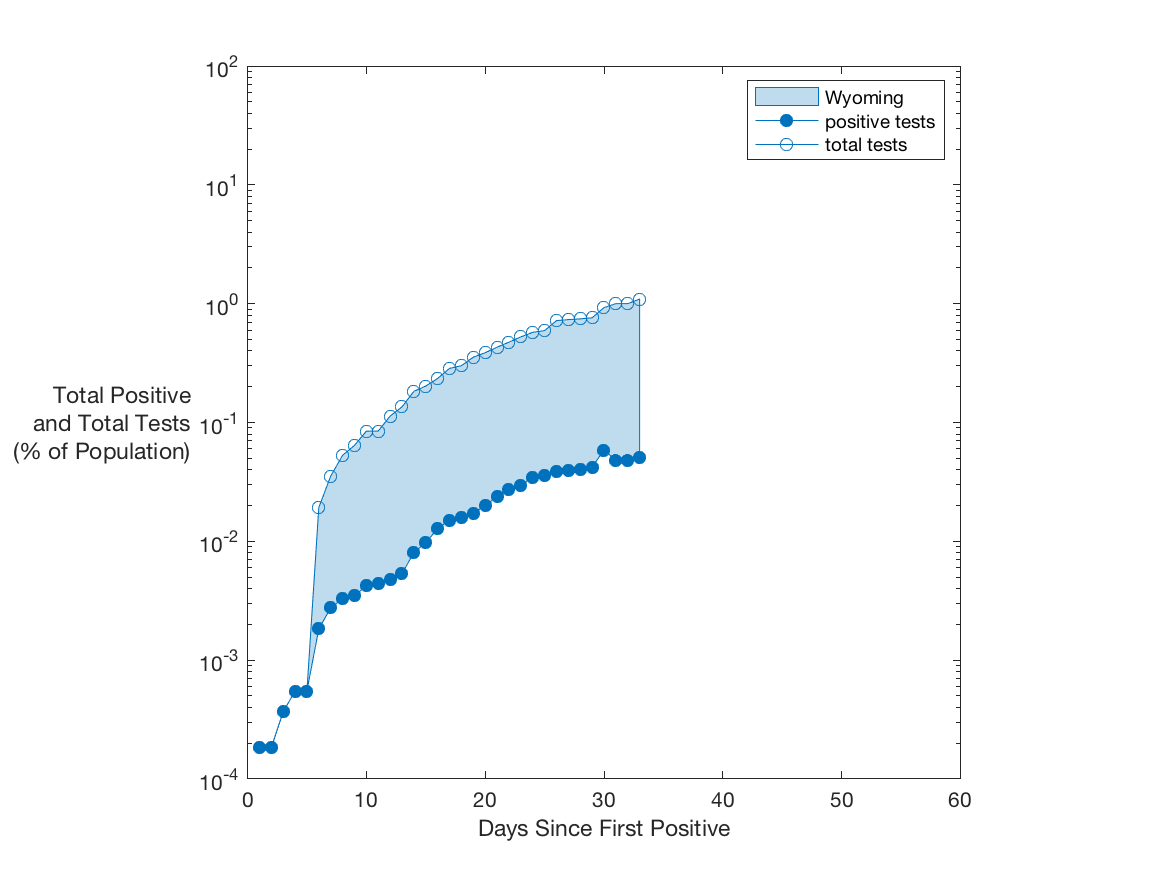 10^2
10^1
10^0
10^-1
10^-2
10^-3
10^-4
Total Positive
and Total Tests
(% of Population)
Wyoming
positive tests
total tests
0 10 20 30 40 50 60
Days Since First Positive